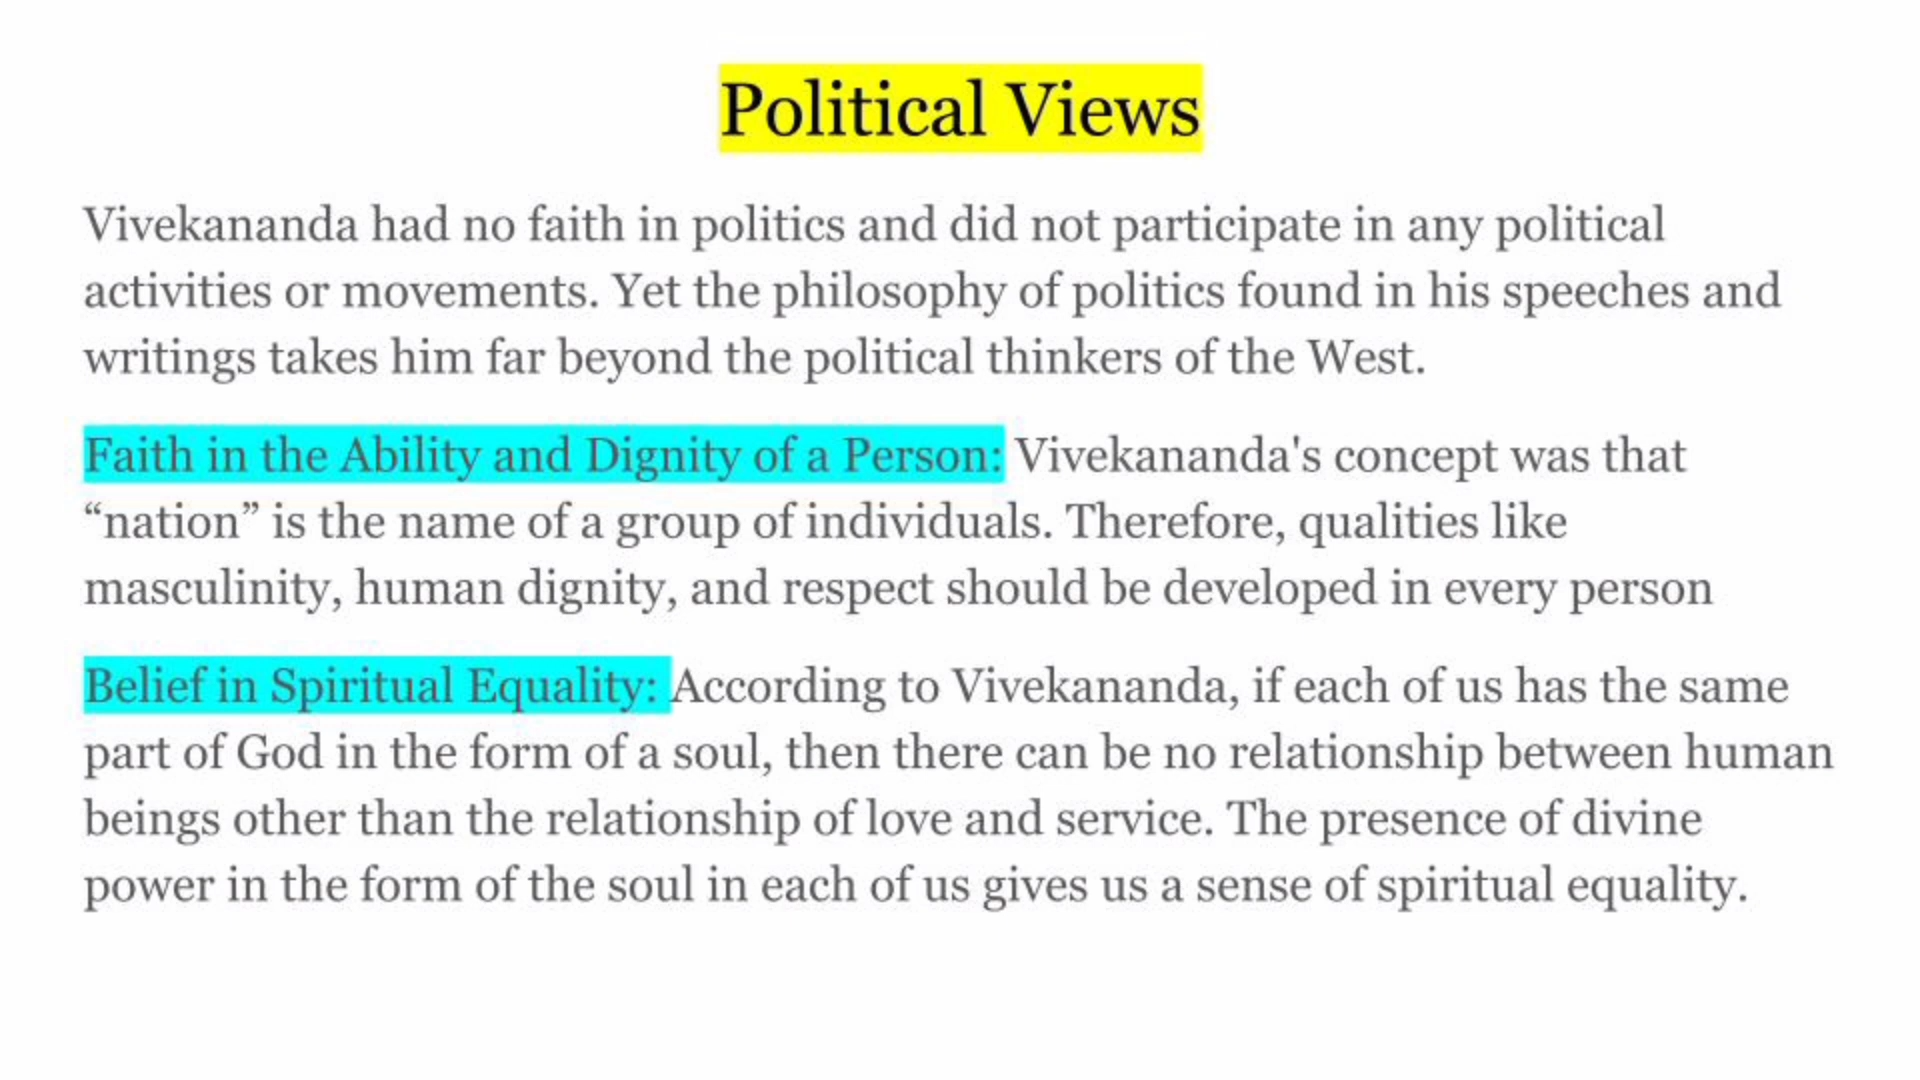 Political Views
Vivekananda had no faith in politics and did not participate in any political
activities or movements. Yet the philosophy of politics found in his speeches and
writings takes him far beyond the political thinkers of the West.
Faith in the Ability and Dignity of a Person: Vivekananda's concept was that
“nation” is the name of a group of individuals. Therefore, qualities like
masculinity, human dignity, and respect should be developed in every person
Belief in Spiritual Equality: According to Vivekananda, if each of us has the same
part of God in the form of a soul, then there can be no relationship between human
beings other than the relationship of love and service. The presence of divine
power in the form of the soul in each of us gives us a sense of spiritual equality.